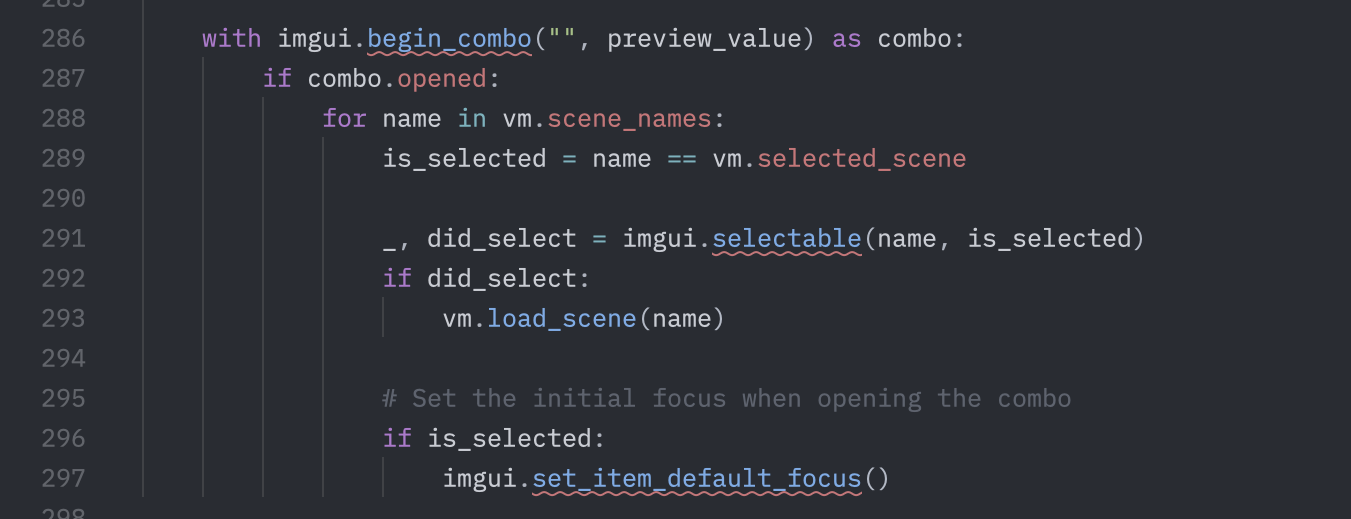 285
286 with imgui.begin_combo("", preview_value) as combo:
287 if combo.opened:
288 for name in vm.scene_names:
289 is_selected = name == vm.selected_scene
290
291 _, did_select = imgui.selectable(name, is_selected)
292 if did_select:
293 vm.load_scene(name)
294
295 # Set the initial focus when opening the combo
296 if is_selected:
297 imgui.set_item_default_focus()
298